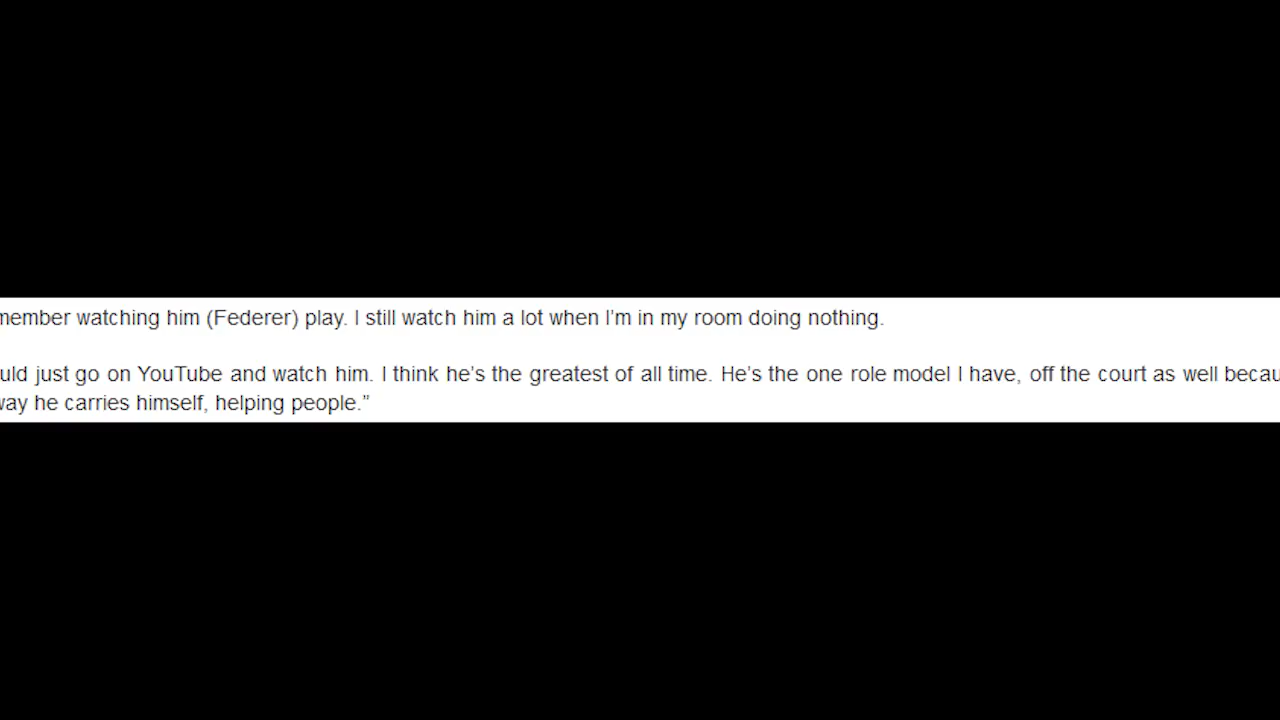 member watching him (Federer) play. I still watch him a lot when I'm in my room doing nothing.
uld just go on YouTube and watch him. I think he's the greatest of all time. He's the one role model I have, off the court as well becau
way he carries himself, helping people.”